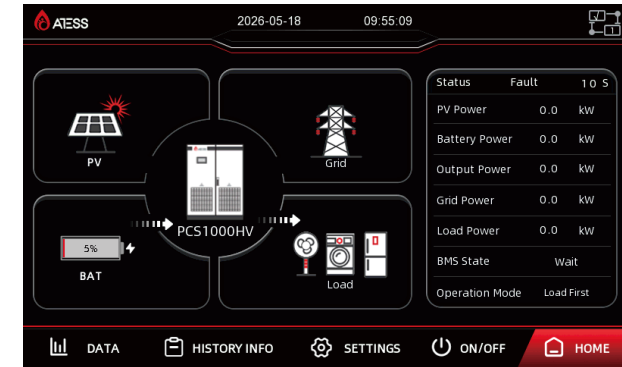 ATESS 2026-05-18 09:55:09
1
PV
Grid
PCS1000HV
5%
BAT
Load
Status Fault 10 S
PV Power 0.0 kW
Battery Power 0.0 kW
Output Power 0.0 kW
Grid Power 0.0 kW
Load Power 0.0 kW
BMS State Wait
Operation Mode Load First
DATA HISTORY INFO SETTINGS ON/OFF HOME